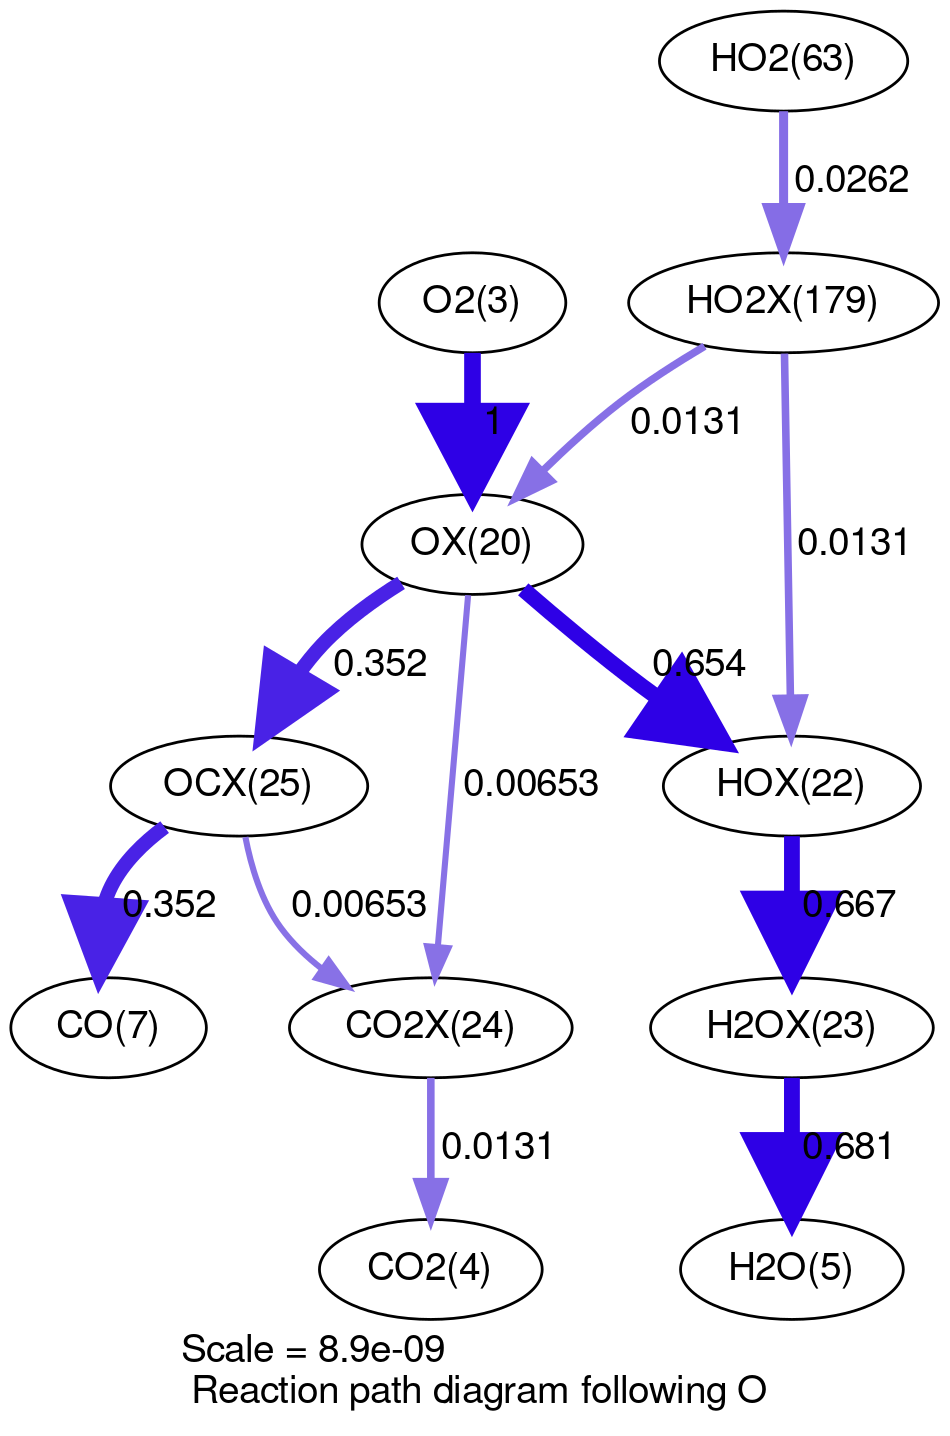 HO2(63)
0.0262
O2(3)
HO2X(179)
1
0.0131
0.0131
OX(20)
0.352
0.654
0.00653
OCX(25)
HOX(22)
0.352
0.00653
0.667
CO(7)
CO2X(24)
H2OX(23)
0.0131
0.681
CO2(4)
H2O(5)
Scale = 8.9e-09
Reaction path diagram following O